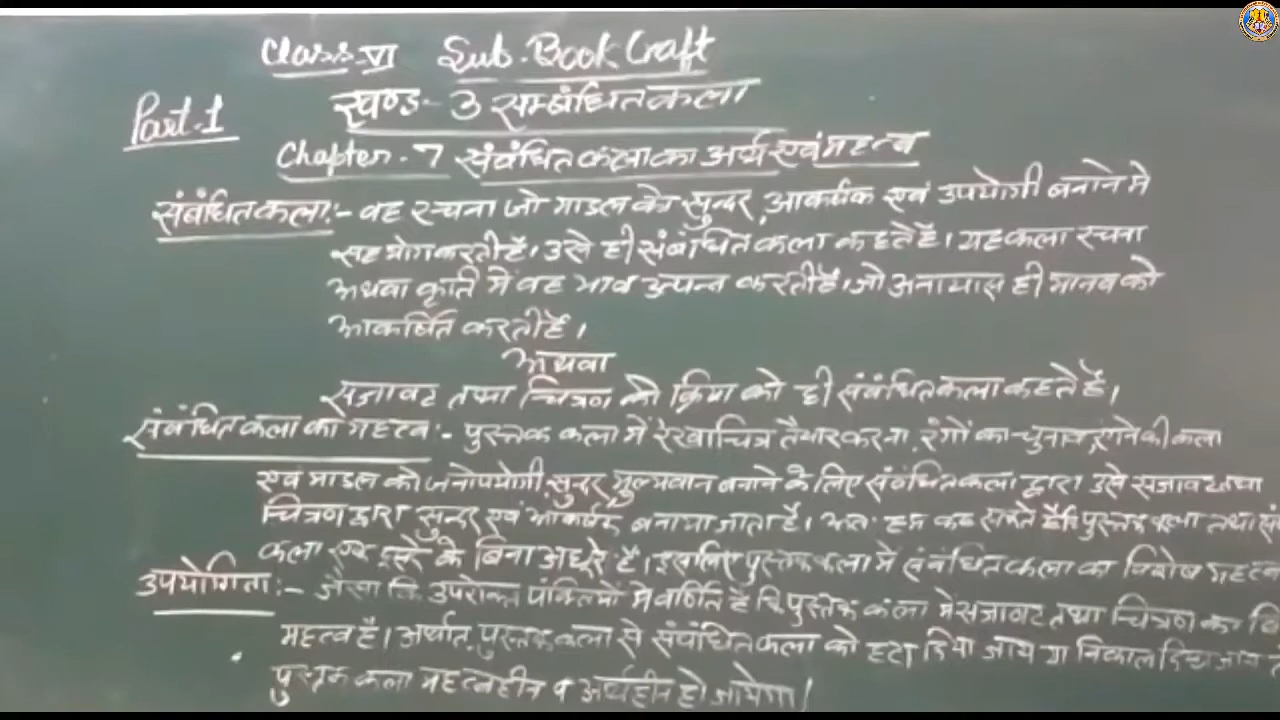 Class-VI Sub. Book Craft
Part.1
खण्ड- 3 सम्बंधित कला
Chapter. 7 संबंधित कला का अर्थ एवं महत्व
संबंधित कला:- वह रचना जो माडल को सुन्दर, आकर्षक एवं उपयोगी बनाने मे
सहयोग करती है। उसे ही संबंधित कला कहते है। यह कला रचना
अथवा कृति में वह भाव उत्पन्न करती है। जो अनायास ही मानव को
आकर्षित करती है।
अथवा
सजावट तथा चित्रण की क्रिया को ही संबंधित कला कहते है।
संबंधित कला का महत्व:- पुस्तक कला में रेखाचित्र तैयार करना, रंगों का चुनाव, रंगने की कला
एवं माडल को जनोपयोगी, सुन्दर, मूल्यवान बनाने के लिए संबंधित कला द्वारा उसे सजावट तथा
चित्रण द्वारा सुन्दर एवं आकर्षक बनाया जाता है। अतः हम कह सकते है कि पुस्तक कला तथा सं
कला एक दूसरे के बिना अधूरे है। इसलिए पुस्तक कला मे संबंधित कला का विशेष महत्व
उपयोगिता:- जैसा कि उपरोक्त पंक्तियों मे वर्णित है कि पुस्तक कला मे सजावट तथा चित्रण का वि
महत्व है। अर्थात् पुस्तक कला से संबंधित कला को हटा दिया जाय या निकाल दिया जाय त
पुस्तक कला महत्वहीन व अर्थहीन हो जायेगा।